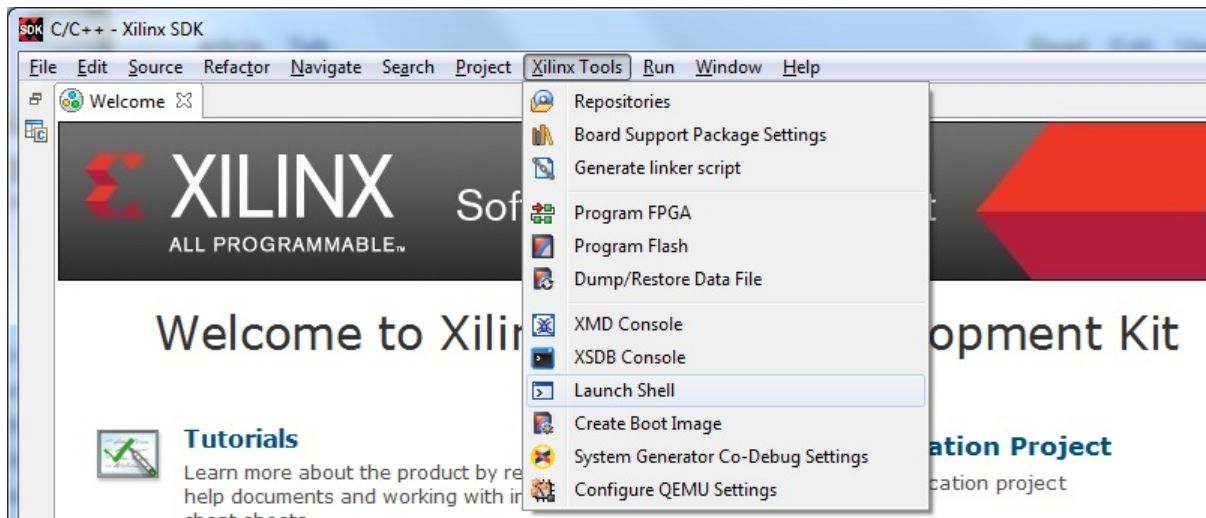 SDK C/C++ - Xilinx SDK
File Edit Source Refactor Navigate Search Project Xilinx Tools Run Window Help
Welcome
Repositories
Board Support Package Settings
Generate linker script
Program FPGA
Program Flash
Dump/Restore Data File
XMD Console
XSDB Console
Launch Shell
Create Boot Image
System Generator Co-Debug Settings
Configure QEMU Settings
XILINX
ALL PROGRAMMABLE™
Sof
Welcome to Xilin
opment Kit
Tutorials
Learn more about the product by re
help documents and working with in
ation Project
cation project